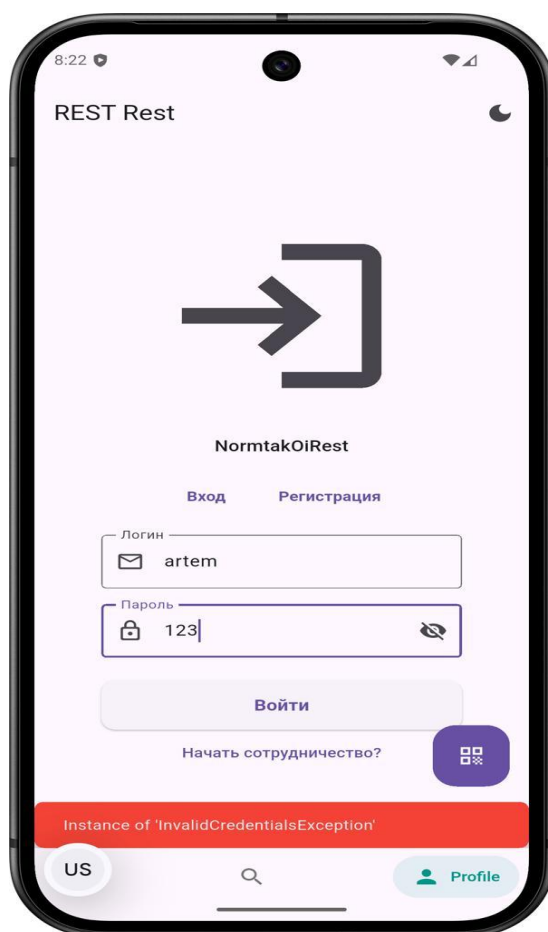 8:22
REST Rest
NormtakOiRest
Вход Регистрация
Логин
artem
Пароль
123
Войти
Начать сотрудничество?
Instance of 'InvalidCredentialsException'
US
Profile